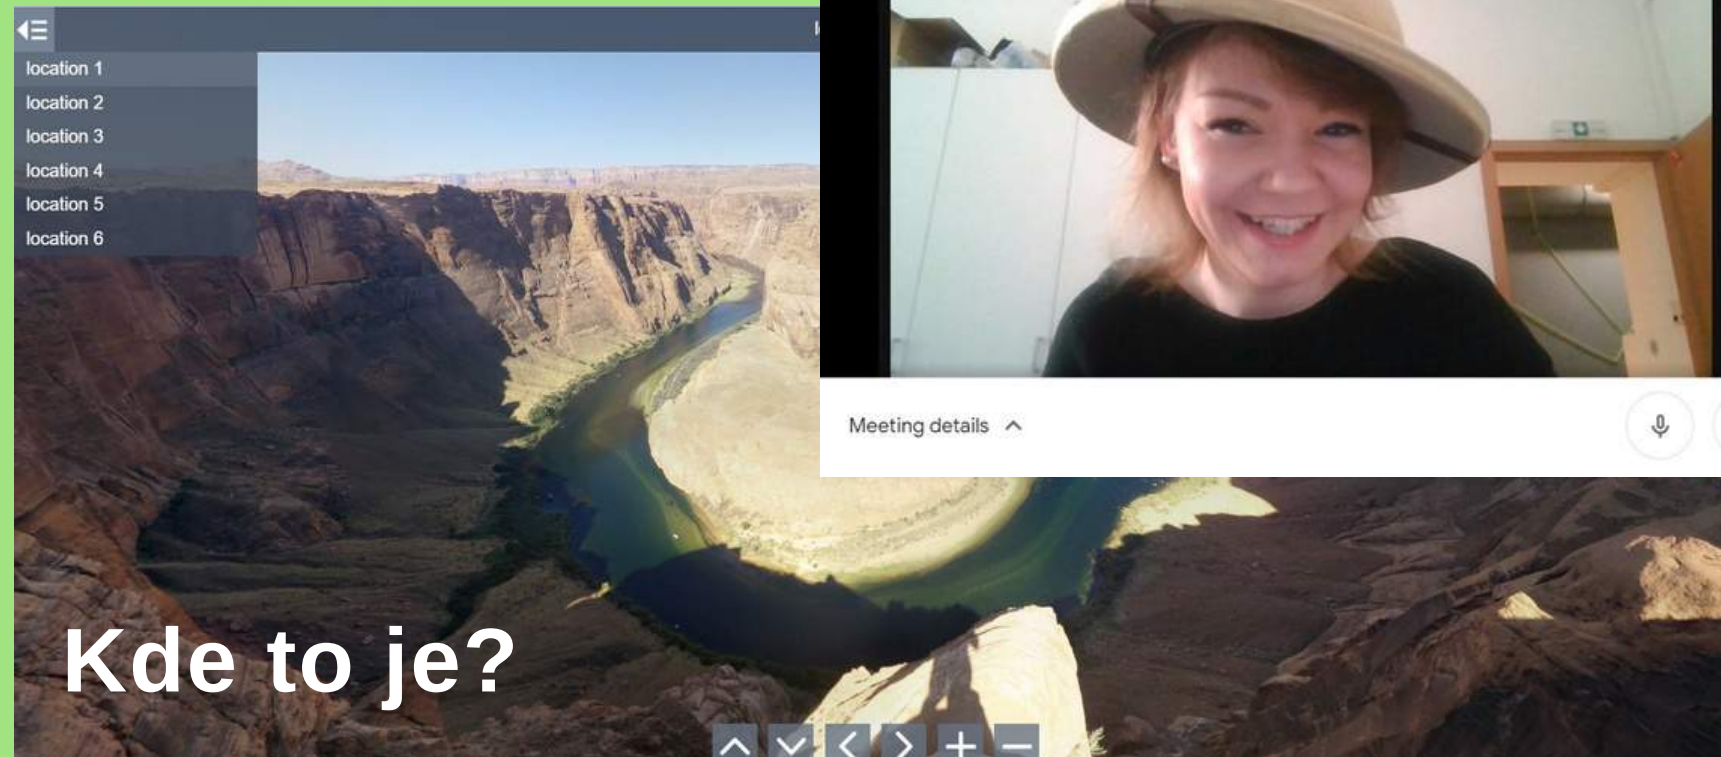 location 1
location 2
location 3
location 4
location 5
location 6
Meeting details
Kde to je?